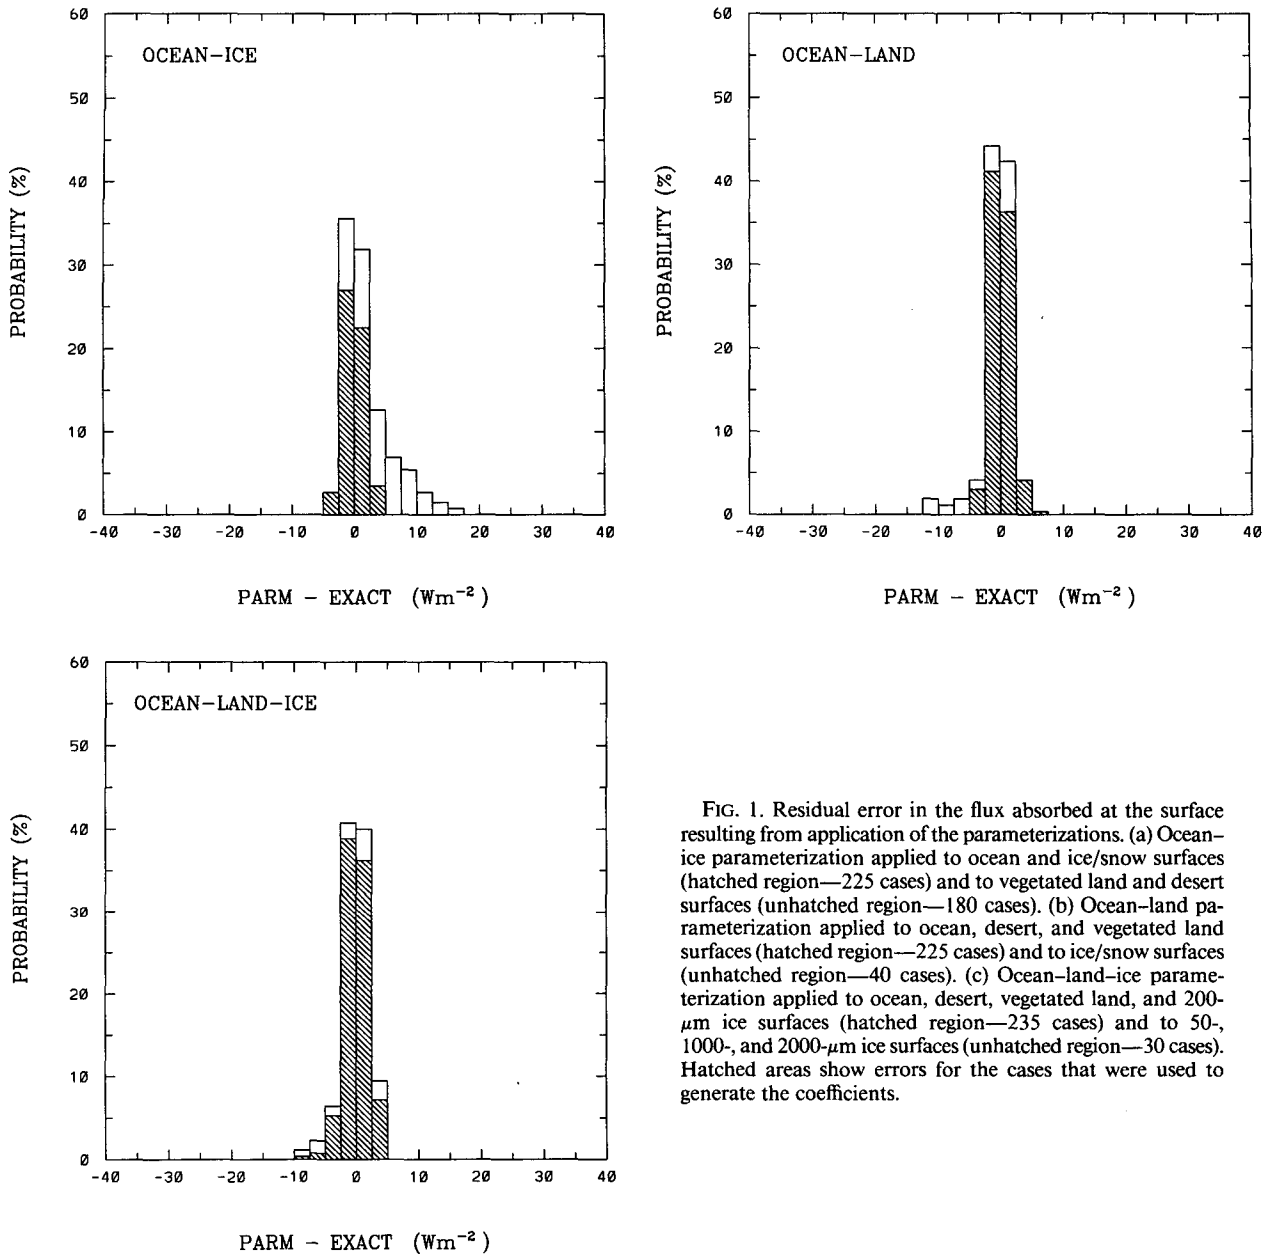 60
50
40
30
20
10
0
PROBABILITY (%)
OCEAN-ICE
-40 -30 -20 -10 0 10 20 30 40
PARM - EXACT (Wm⁻²)
60
50
40
30
20
10
0
PROBABILITY (%)
OCEAN-LAND
-40 -30 -20 -10 0 10 20 30 40
PARM - EXACT (Wm⁻²)
60
50
40
30
20
10
0
PROBABILITY (%)
OCEAN-LAND-ICE
-40 -30 -20 -10 0 10 20 30 40
PARM - EXACT (Wm⁻²)
FIG. 1. Residual error in the flux absorbed at the surface
resulting from application of the parameterizations. (a) Ocean–
ice parameterization applied to ocean and ice/snow surfaces
(hatched region—225 cases) and to vegetated land and desert
surfaces (unhatched region—180 cases). (b) Ocean–land pa-
rameterization applied to ocean, desert, and vegetated land
surfaces (hatched region—225 cases) and to ice/snow surfaces
(unhatched region—40 cases). (c) Ocean–land–ice parame-
terization applied to ocean, desert, vegetated land, and 200-
μm ice surfaces (hatched region—235 cases) and to 50-,
1000-, and 2000-μm ice surfaces (unhatched region—30 cases).
Hatched areas show errors for the cases that were used to
generate the coefficients.